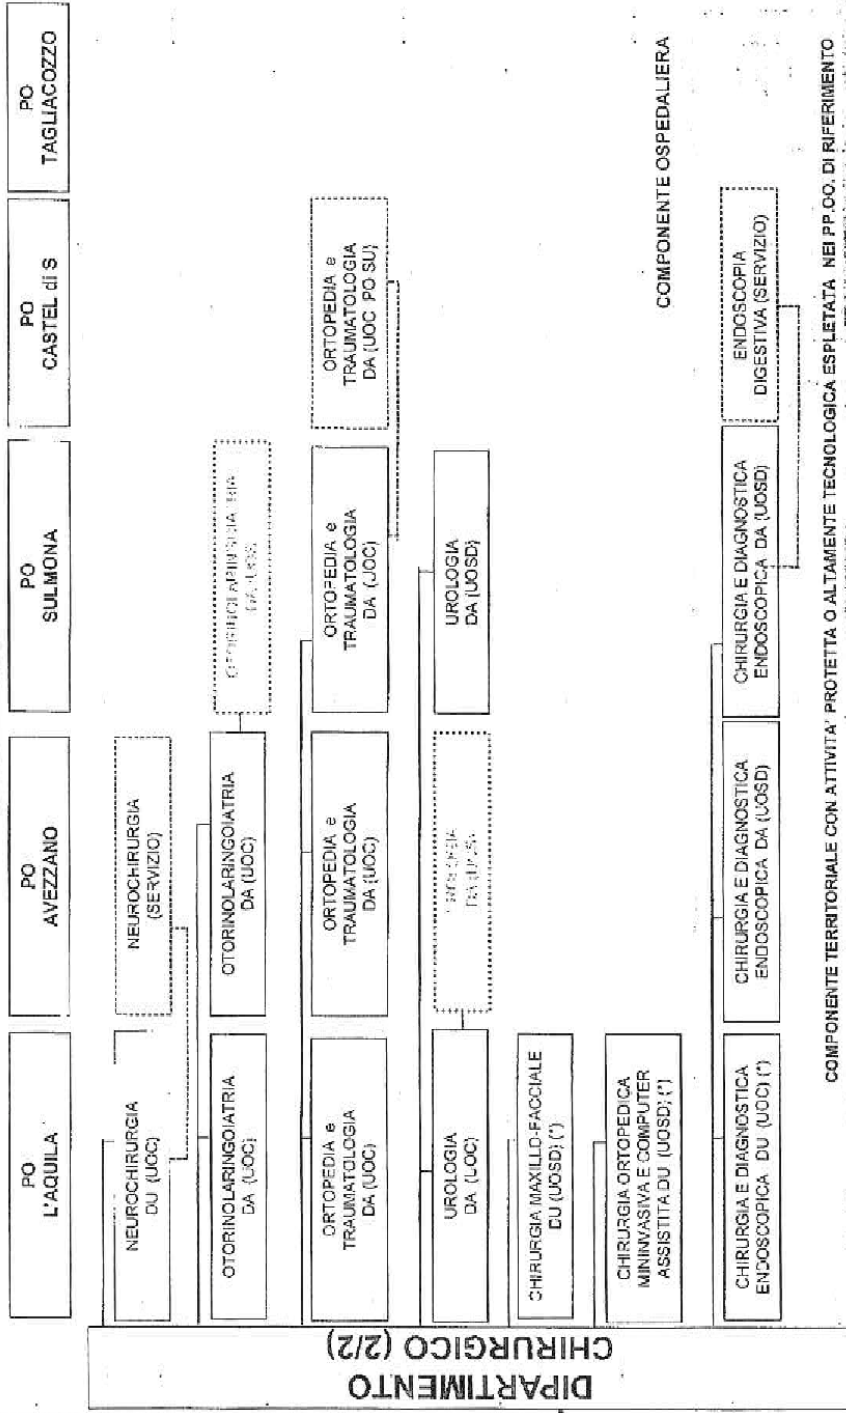 PO
L'AQUILA
PO
AVEZZANO
PO
SULMONA
PO
CASTEL di S
PO
TAGLIACOZZO
DIPARTIMENTO
CHIRURGICO (2/2)
NEUROCHIRURGIA
DU (UOC)
NEUROCHIRURGIA
(SERVIZIO)
OTORINOLARINGOIATRIA
DA (UOC)
OTORINOLARINGOIATRIA
DA (UOC)
ORTOPEDIA e
TRAUMATOLOGIA
DA (UOC)
ORTOPEDIA e
TRAUMATOLOGIA
DA (UOC)
ORTOPEDIA e
TRAUMATOLOGIA
DA (UOC)
ORTOPEDIA e
TRAUMATOLOGIA
DA (UOC PO SU)
UROLOGIA
DA (UOC)
UROLOGIA
DA (UOSD)
CHIRURGIA MAXILLO-FACCIALE
DU (UOSD) (*)
CHIRURGIA ORTOPEDICA
MININVASIVA E COMPUTER
ASSISTITA DU (UOSD) (*)
COMPONENTE OSPEDALIERA
CHIRURGIA E DIAGNOSTICA
ENDOSCOPICA DU (UOC) (*)
CHIRURGIA E DIAGNOSTICA
ENDOSCOPICA DA (UOSD)
CHIRURGIA E DIAGNOSTICA
ENDOSCOPICA DA (UOSD)
ENDOSCOPIA
DIGESTIVA (SERVIZIO)
COMPONENTE TERRITORIALE CON ATTIVITA' PROTETTA O ALTAMENTE TECNOLOGICA ESPLETATA NEI PP.OO. DI RIFERIMENTO